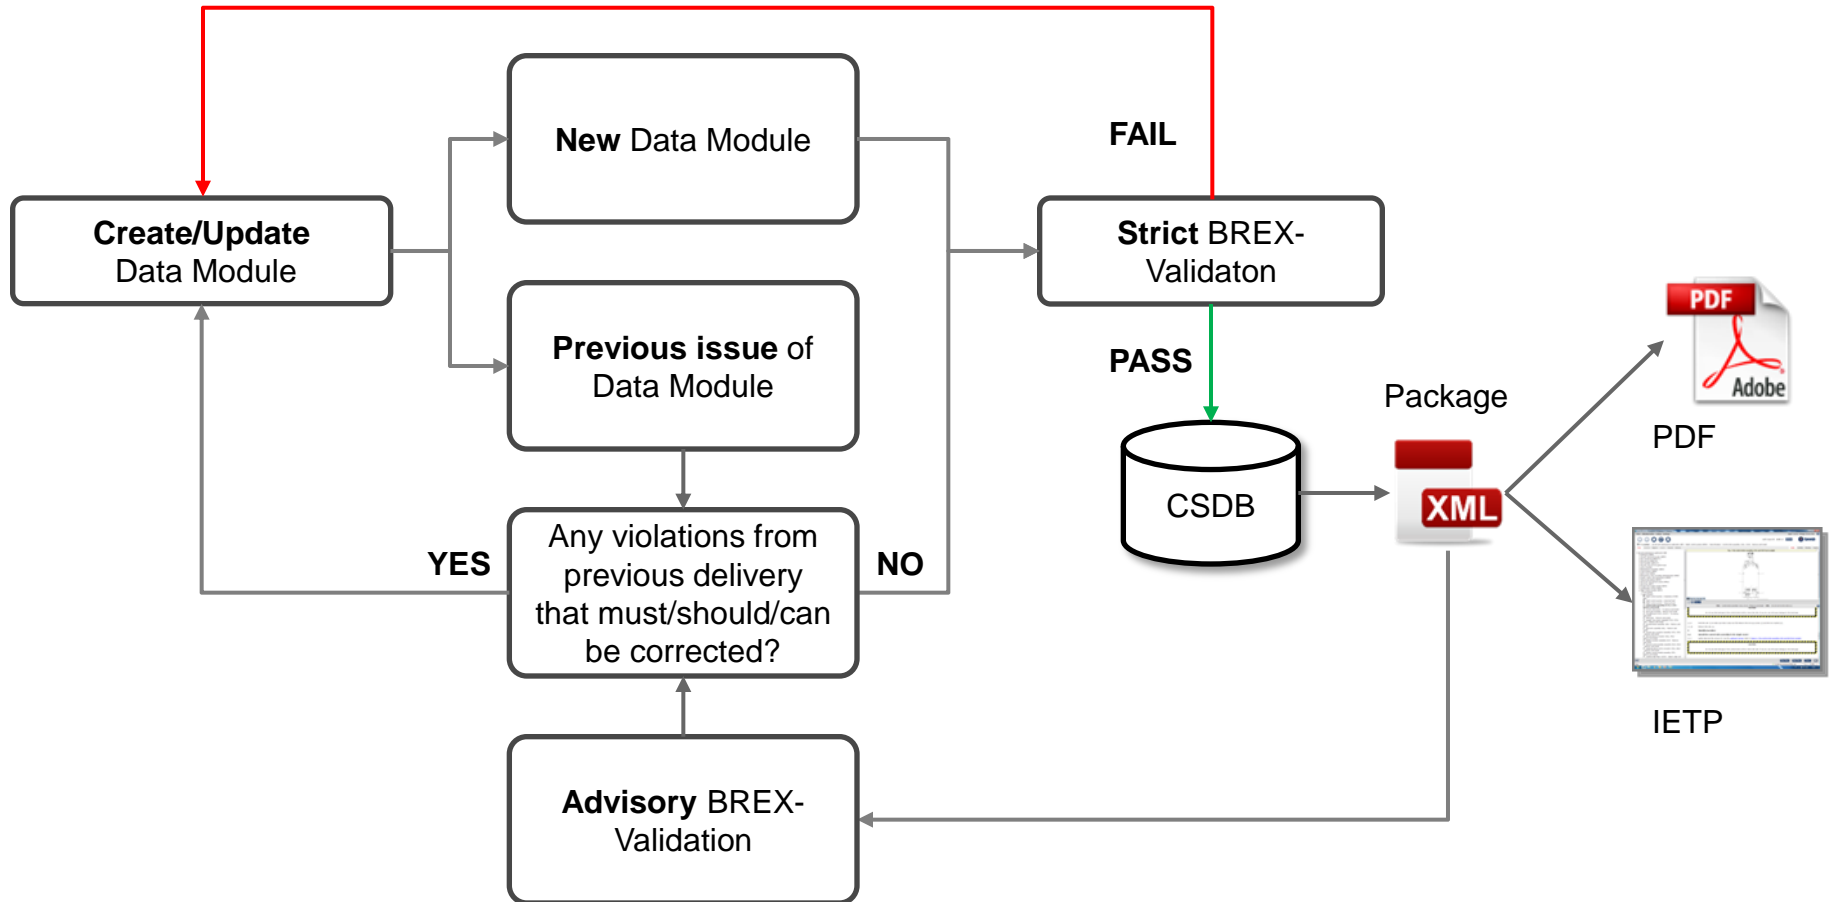 FAIL
New Data Module
Create/Update
Data Module
Strict BREX-
Validaton
Previous issue of
Data Module
PASS
PDF
Adobe
Package
PDF
YES
Any violations from
previous delivery
that must/should/can
be corrected?
NO
CSDB
XML
IETP
Advisory BREX-
Validation